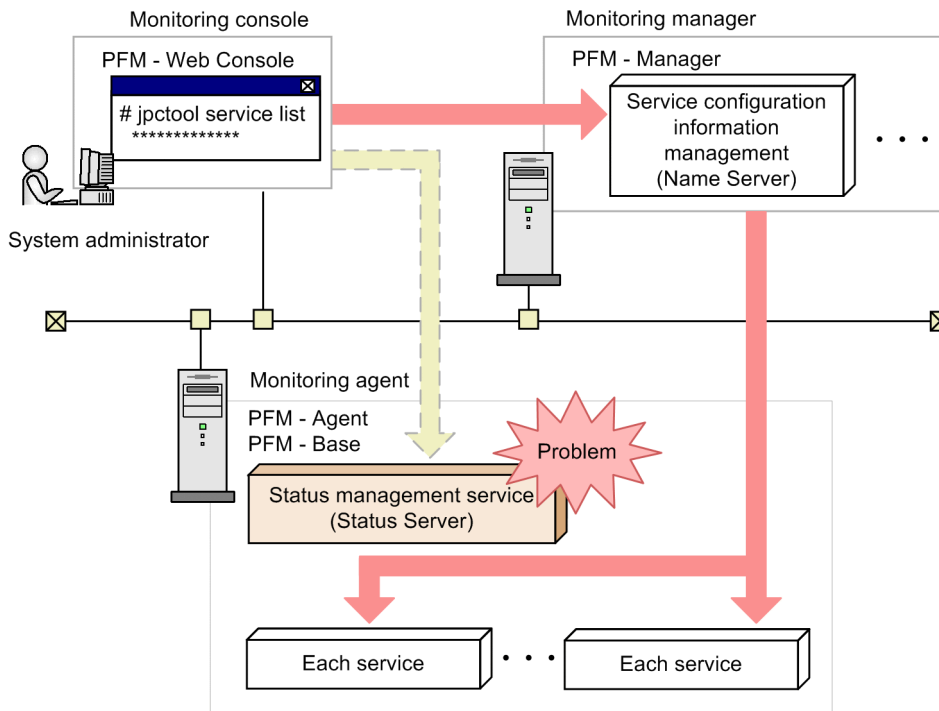 Monitoring console
PFM - Web Console
# jpctool service list
*************
System administrator
Monitoring manager
PFM - Manager
Service configuration
information
management
(Name Server)
. . .
Monitoring agent
PFM - Agent
PFM - Base
Problem
Status management service
(Status Server)
Each service
. . .
Each service